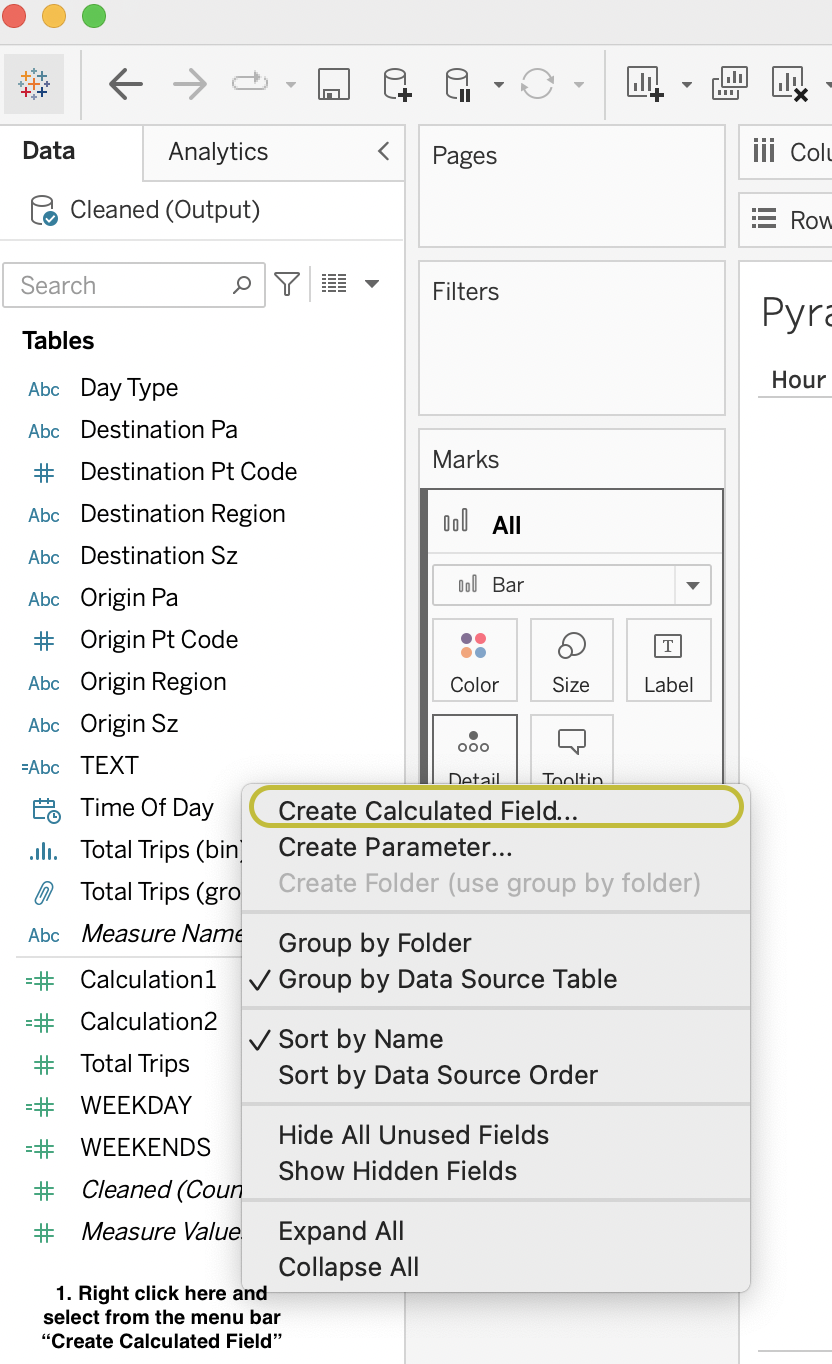 Data
Analytics
Cleaned (Output)
Search
Tables
Abc Day Type
Abc Destination Pa
# Destination Pt Code
Abc Destination Region
Abc Destination Sz
Abc Origin Pa
# Origin Pt Code
Abc Origin Region
Abc Origin Sz
=Abc TEXT
Time Of Day
Total Trips (bin)
Total Trips (gro
Abc Measure Name
=# Calculation1
=# Calculation2
# Total Trips
=# WEEKDAY
=# WEEKENDS
# Cleaned (Coun
# Measure Value
1. Right click here and
select from the menu bar
“Create Calculated Field”
Pages
Filters
Marks
All
Bar
Color
Size
T
Label
Detail
Tooltip
Create Calculated Field...
Create Parameter...
Create Folder (use group by folder)
Group by Folder
✓ Group by Data Source Table
✓ Sort by Name
Sort by Data Source Order
Hide All Unused Fields
Show Hidden Fields
Expand All
Collapse All
Colu
Row
Pyra
Hour